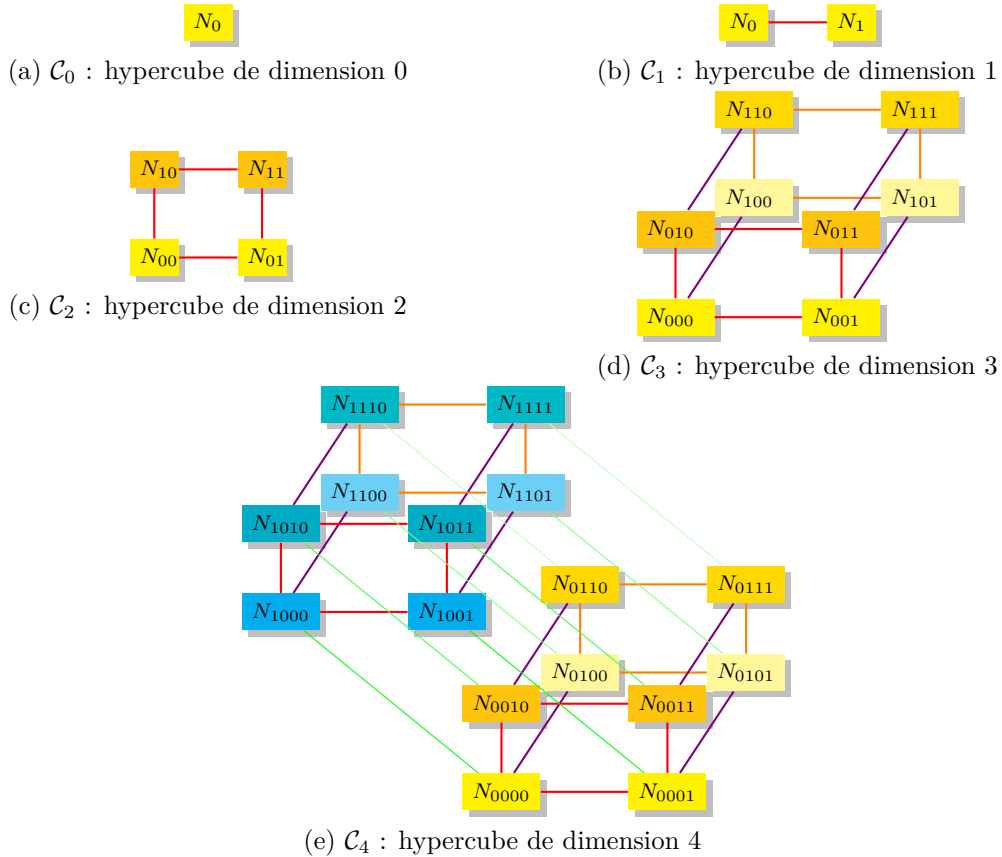 N₀
(a) 𝒞₀ : hypercube de dimension 0
N₀ N₁
(b) 𝒞₁ : hypercube de dimension 1
N₁₀ N₁₁
N₀₀ N₀₁
(c) 𝒞₂ : hypercube de dimension 2
N₁₁₀ N₁₁₁
N₁₀₀ N₁₀₁
N₀₁₀ N₀₁₁
N₀₀₀ N₀₀₁
(d) 𝒞₃ : hypercube de dimension 3
N₁₁₁₀ N₁₁₁₁
N₁₁₀₀ N₁₁₀₁
N₁₀₁₀ N₁₀₁₁
N₀₁₁₀ N₀₁₁₁
N₁₀₀₀ N₁₀₀₁
N₀₁₀₀ N₀₁₀₁
N₀₀₁₀ N₀₀₁₁
N₀₀₀₀ N₀₀₀₁
(e) 𝒞₄ : hypercube de dimension 4